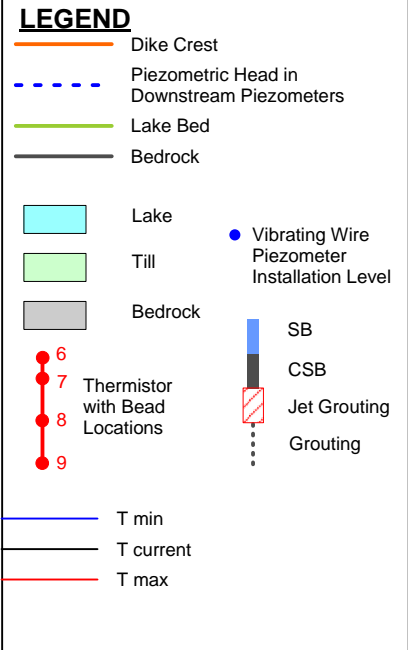 LEGEND
Dike Crest
Piezometric Head in
Downstream Piezometers
Lake Bed
Bedrock
Lake
Till
Bedrock
Vibrating Wire
Piezometer
Installation Level
6
7
8
9
Thermistor
with Bead
Locations
SB
CSB
Jet Grouting
Grouting
T min
T current
T max